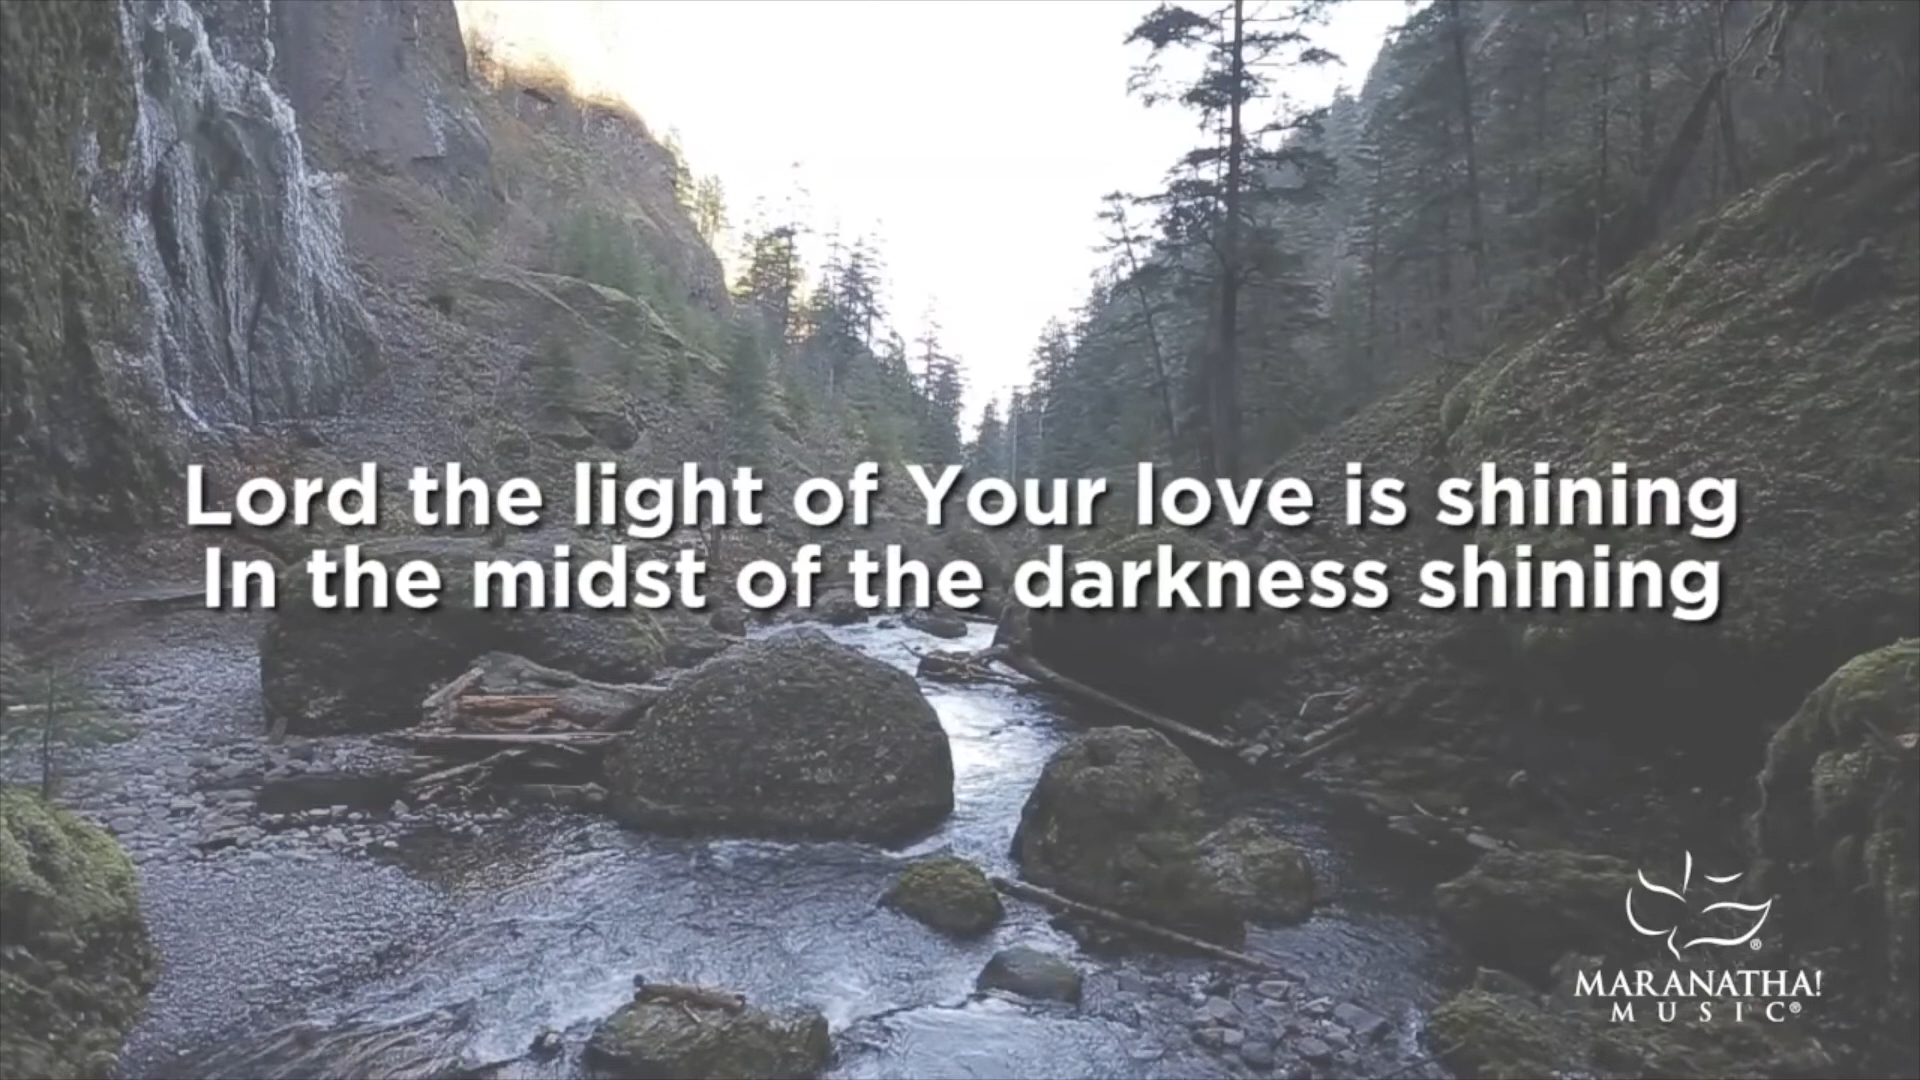 Lord the light of Your love is shining
In the midst of the darkness shining
®
MARANATHA!
MUSIC®